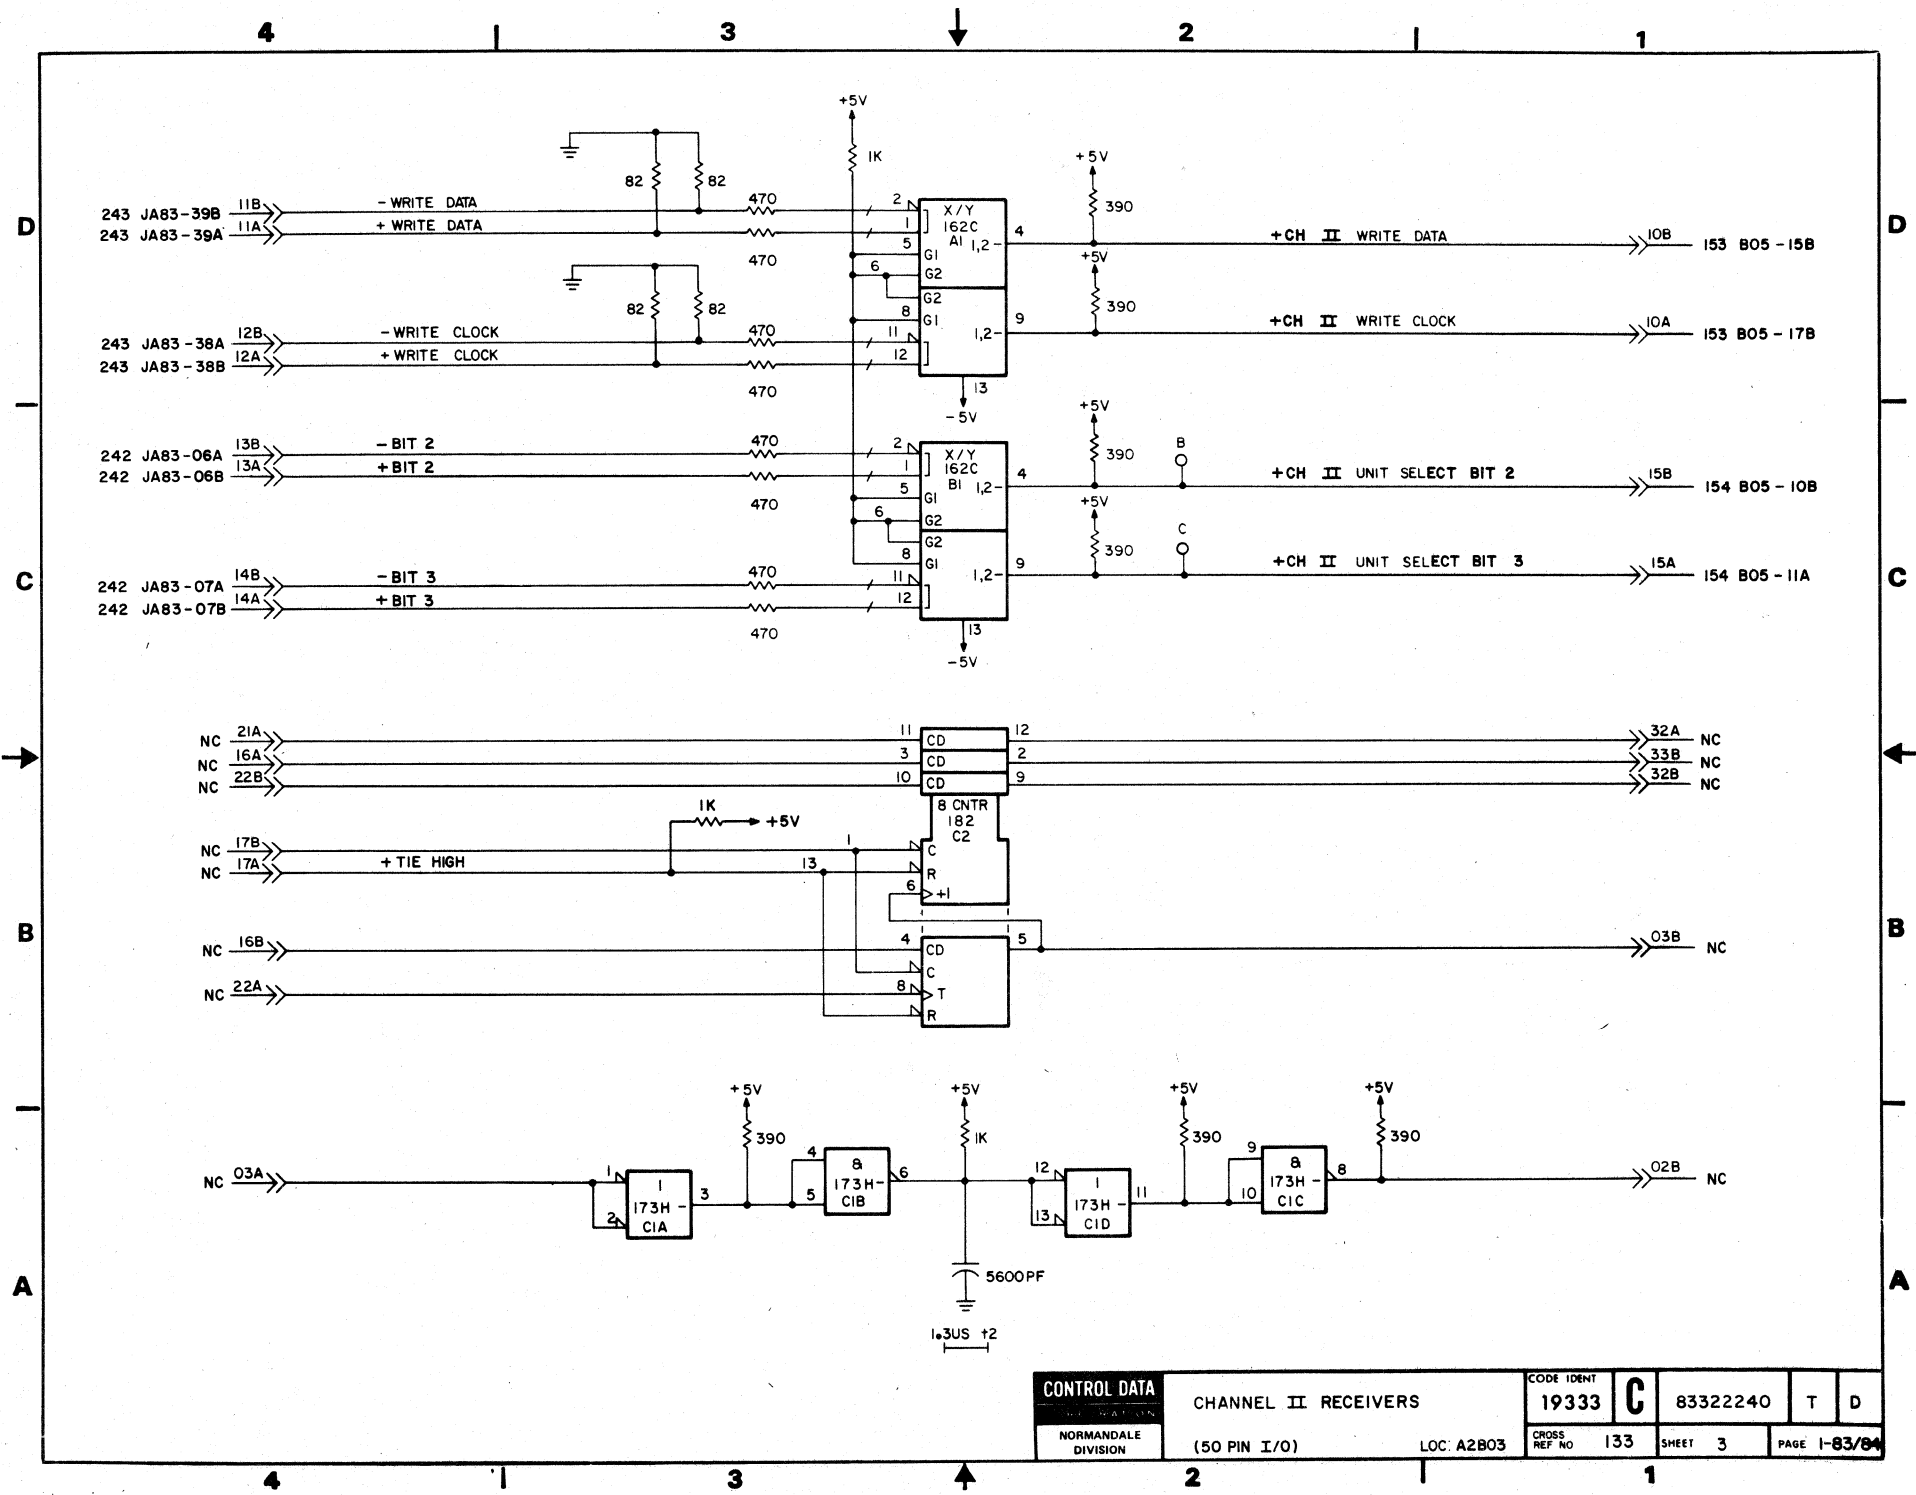 4 3 2 1
+5V
1K
+5V
82 82
390
470
243 JA83-39B 11B - WRITE DATA 2 X/Y
243 JA83-39A 11A + WRITE DATA 1 162C
A1 1,2 4 +CH II WRITE DATA 10B 153 B05-15B
D D
470
5 G1
6 G2
+5V
390
G2
82 82
8 G1
9 +CH II WRITE CLOCK 10A 153 B05-17B
243 JA83-38A 12B - WRITE CLOCK 470 11 1,2
243 JA83-38B 12A + WRITE CLOCK 12
470
13
-5V
+5V
390
B
242 JA83-06A 13B - BIT 2 470 2 X/Y
242 JA83-06B 13A + BIT 2 1 162C
B1 1,2 4 +CH II UNIT SELECT BIT 2 15B 154 B05-10B
470
5 G1
6 G2
+5V
390
C
G2
8 G1
C C
9 +CH II UNIT SELECT BIT 3 15A 154 B05-11A
242 JA83-07A 14B - BIT 3 470 11 1,2
242 JA83-07B 14A + BIT 3 12
470
13
-5V
NC 21A 11 CD 12 32A NC
NC 16A 3 CD 2 33B NC
NC 22B 10 CD 9 32B NC
1K
+5V
8 CNTR
182
C2
NC 17B 1 C
NC 17A + TIE HIGH 13 R
6 +1
B B
NC 16B 4 CD 5 03B NC
C
NC 22A 8 T
R
+5V +5V +5V +5V
390 1K 390 390
NC 03A 1 1 3 4 & 6 12 1 11 9 & 8 02B NC
2 173H 5 173H 13 173H 10 173H
C1A C1B C1D C1C
A A
5600PF
1.3US +2
CONTROL DATA
NORMANDALE
DIVISION
CHANNEL II RECEIVERS
(50 PIN I/O) LOC: A2B03
CODE IDENT
19333 C 83322240 T D
CROSS
REF NO 133 SHEET 3 PAGE 1-83/84
4 3 2 1